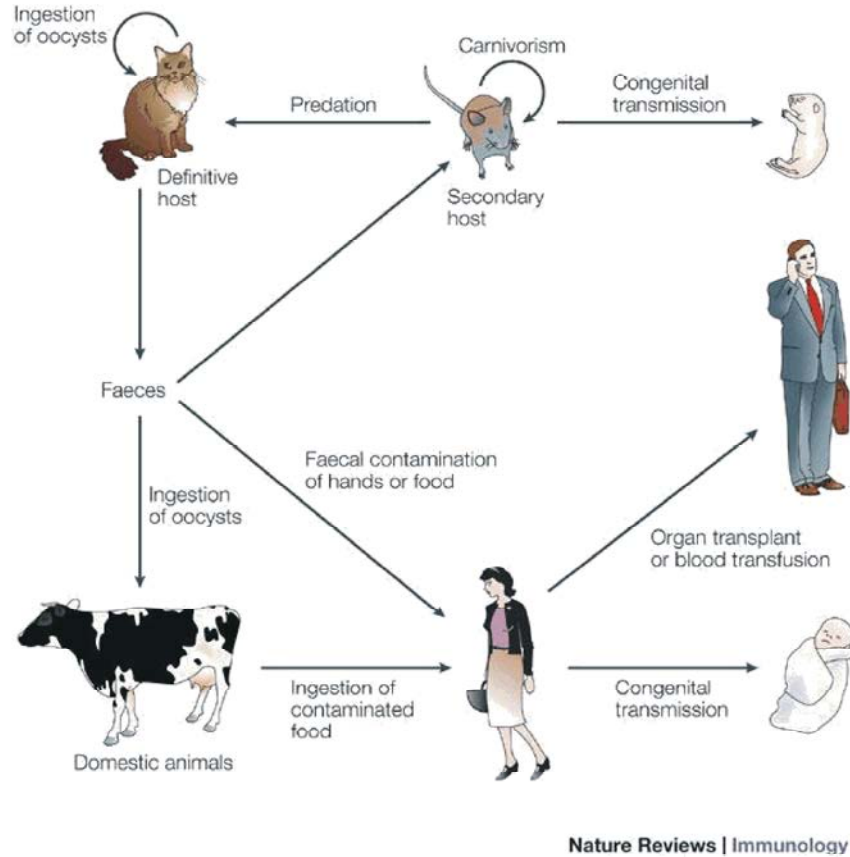 Ingestion
of oocysts
Carnivorism
Predation
Congenital
transmission
Definitive
host
Secondary
host
Faeces
Faecal contamination
of hands or food
Ingestion
of oocysts
Organ transplant
or blood transfusion
Ingestion of
contaminated
food
Congenital
transmission
Domestic animals
Nature Reviews | Immunology